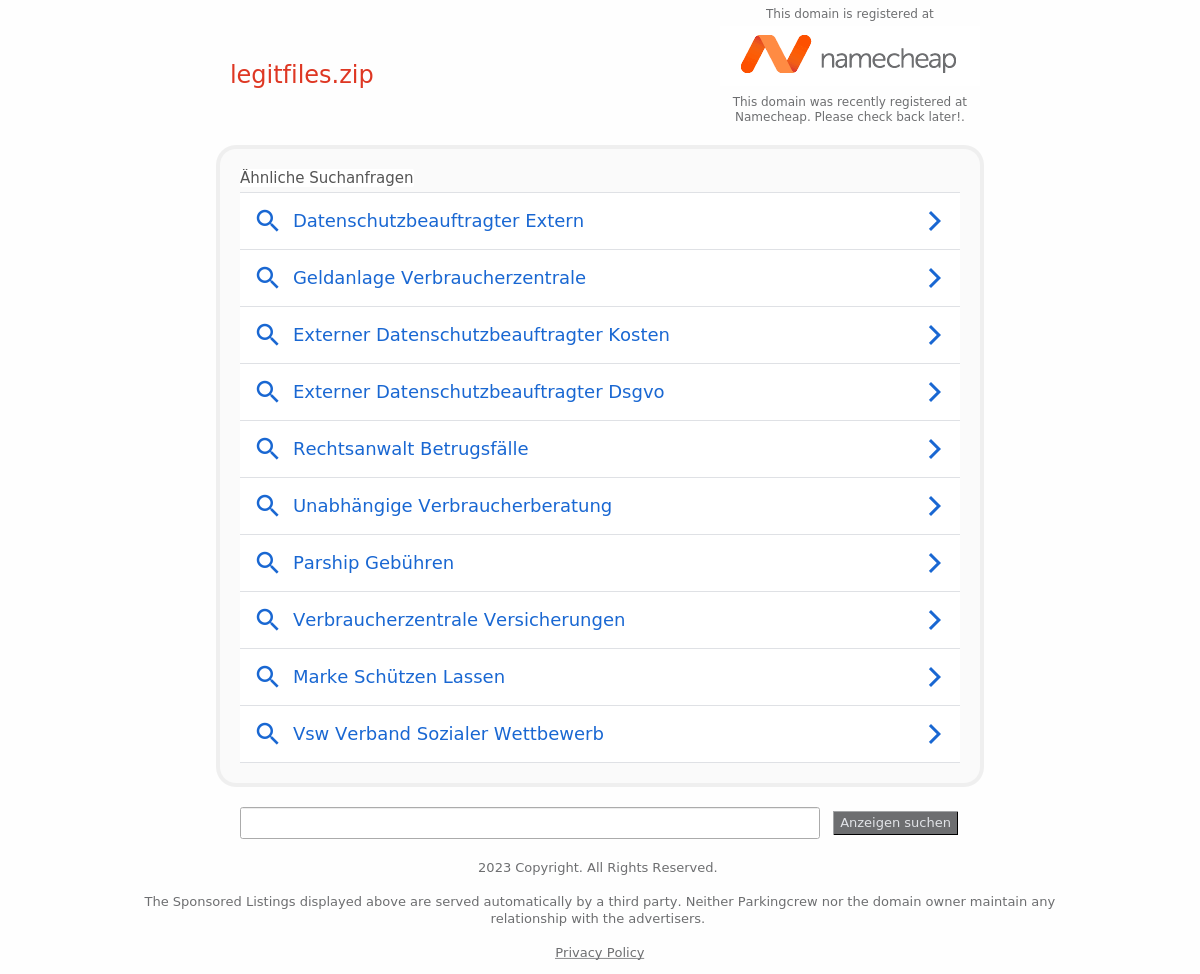 This domain is registered at
namecheap
legitfiles.zip
This domain was recently registered at
Namecheap. Please check back later!.
Ähnliche Suchanfragen
Datenschutzbeauftragter Extern
Geldanlage Verbraucherzentrale
Externer Datenschutzbeauftragter Kosten
Externer Datenschutzbeauftragter Dsgvo
Rechtsanwalt Betrugsfälle
Unabhängige Verbraucherberatung
Parship Gebühren
Verbraucherzentrale Versicherungen
Marke Schützen Lassen
Vsw Verband Sozialer Wettbewerb
Anzeigen suchen
2023 Copyright. All Rights Reserved.
The Sponsored Listings displayed above are served automatically by a third party. Neither Parkingcrew nor the domain owner maintain any
relationship with the advertisers.
Privacy Policy